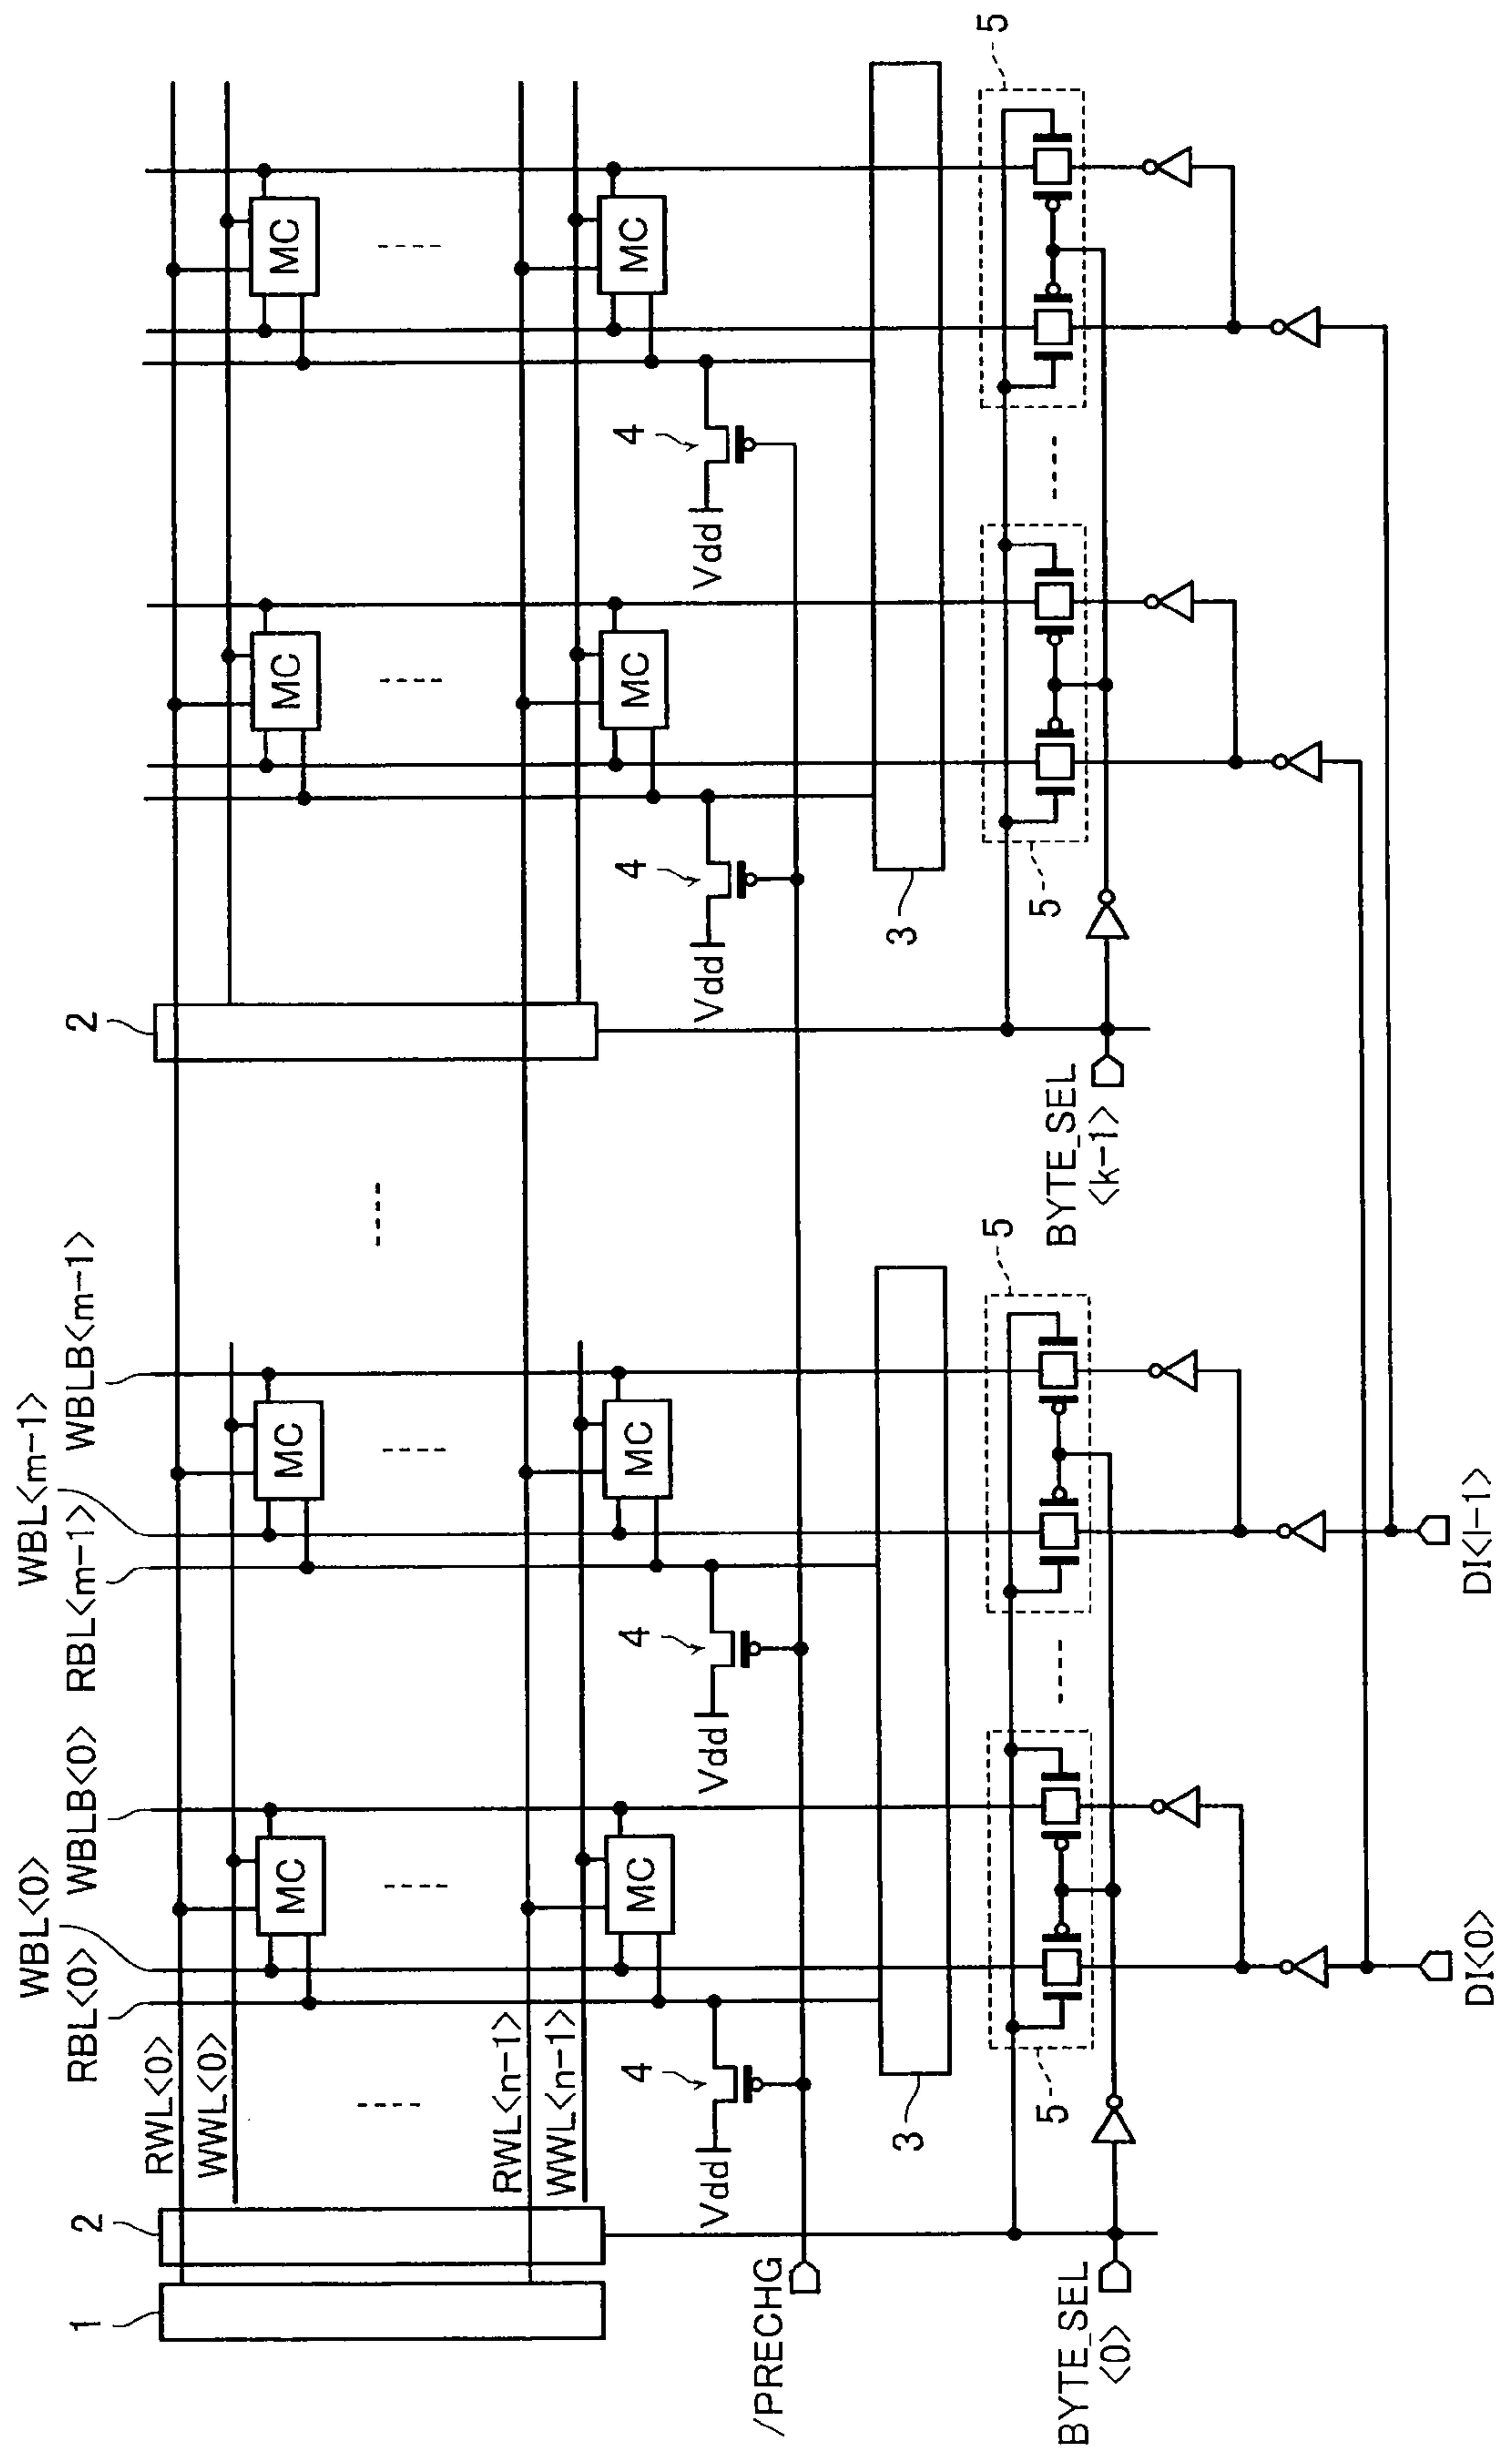 1
2
RWL<0>
WWL<0>
RBL<0>
WBL<0>
WBLB<0>
RBL<m-1>
WBL<m-1>
WBLB<m-1>
2
MC
MC
MC
MC
RWL<n-1>
WWL<n-1>
MC
MC
MC
MC
4
4
4
4
Vdd
Vdd
Vdd
Vdd
/PRECHG
3
3
5
5
5
5
BYTE_SEL
<0>
BYTE_SEL
<k-1>
DI<0>
DI<l-1>